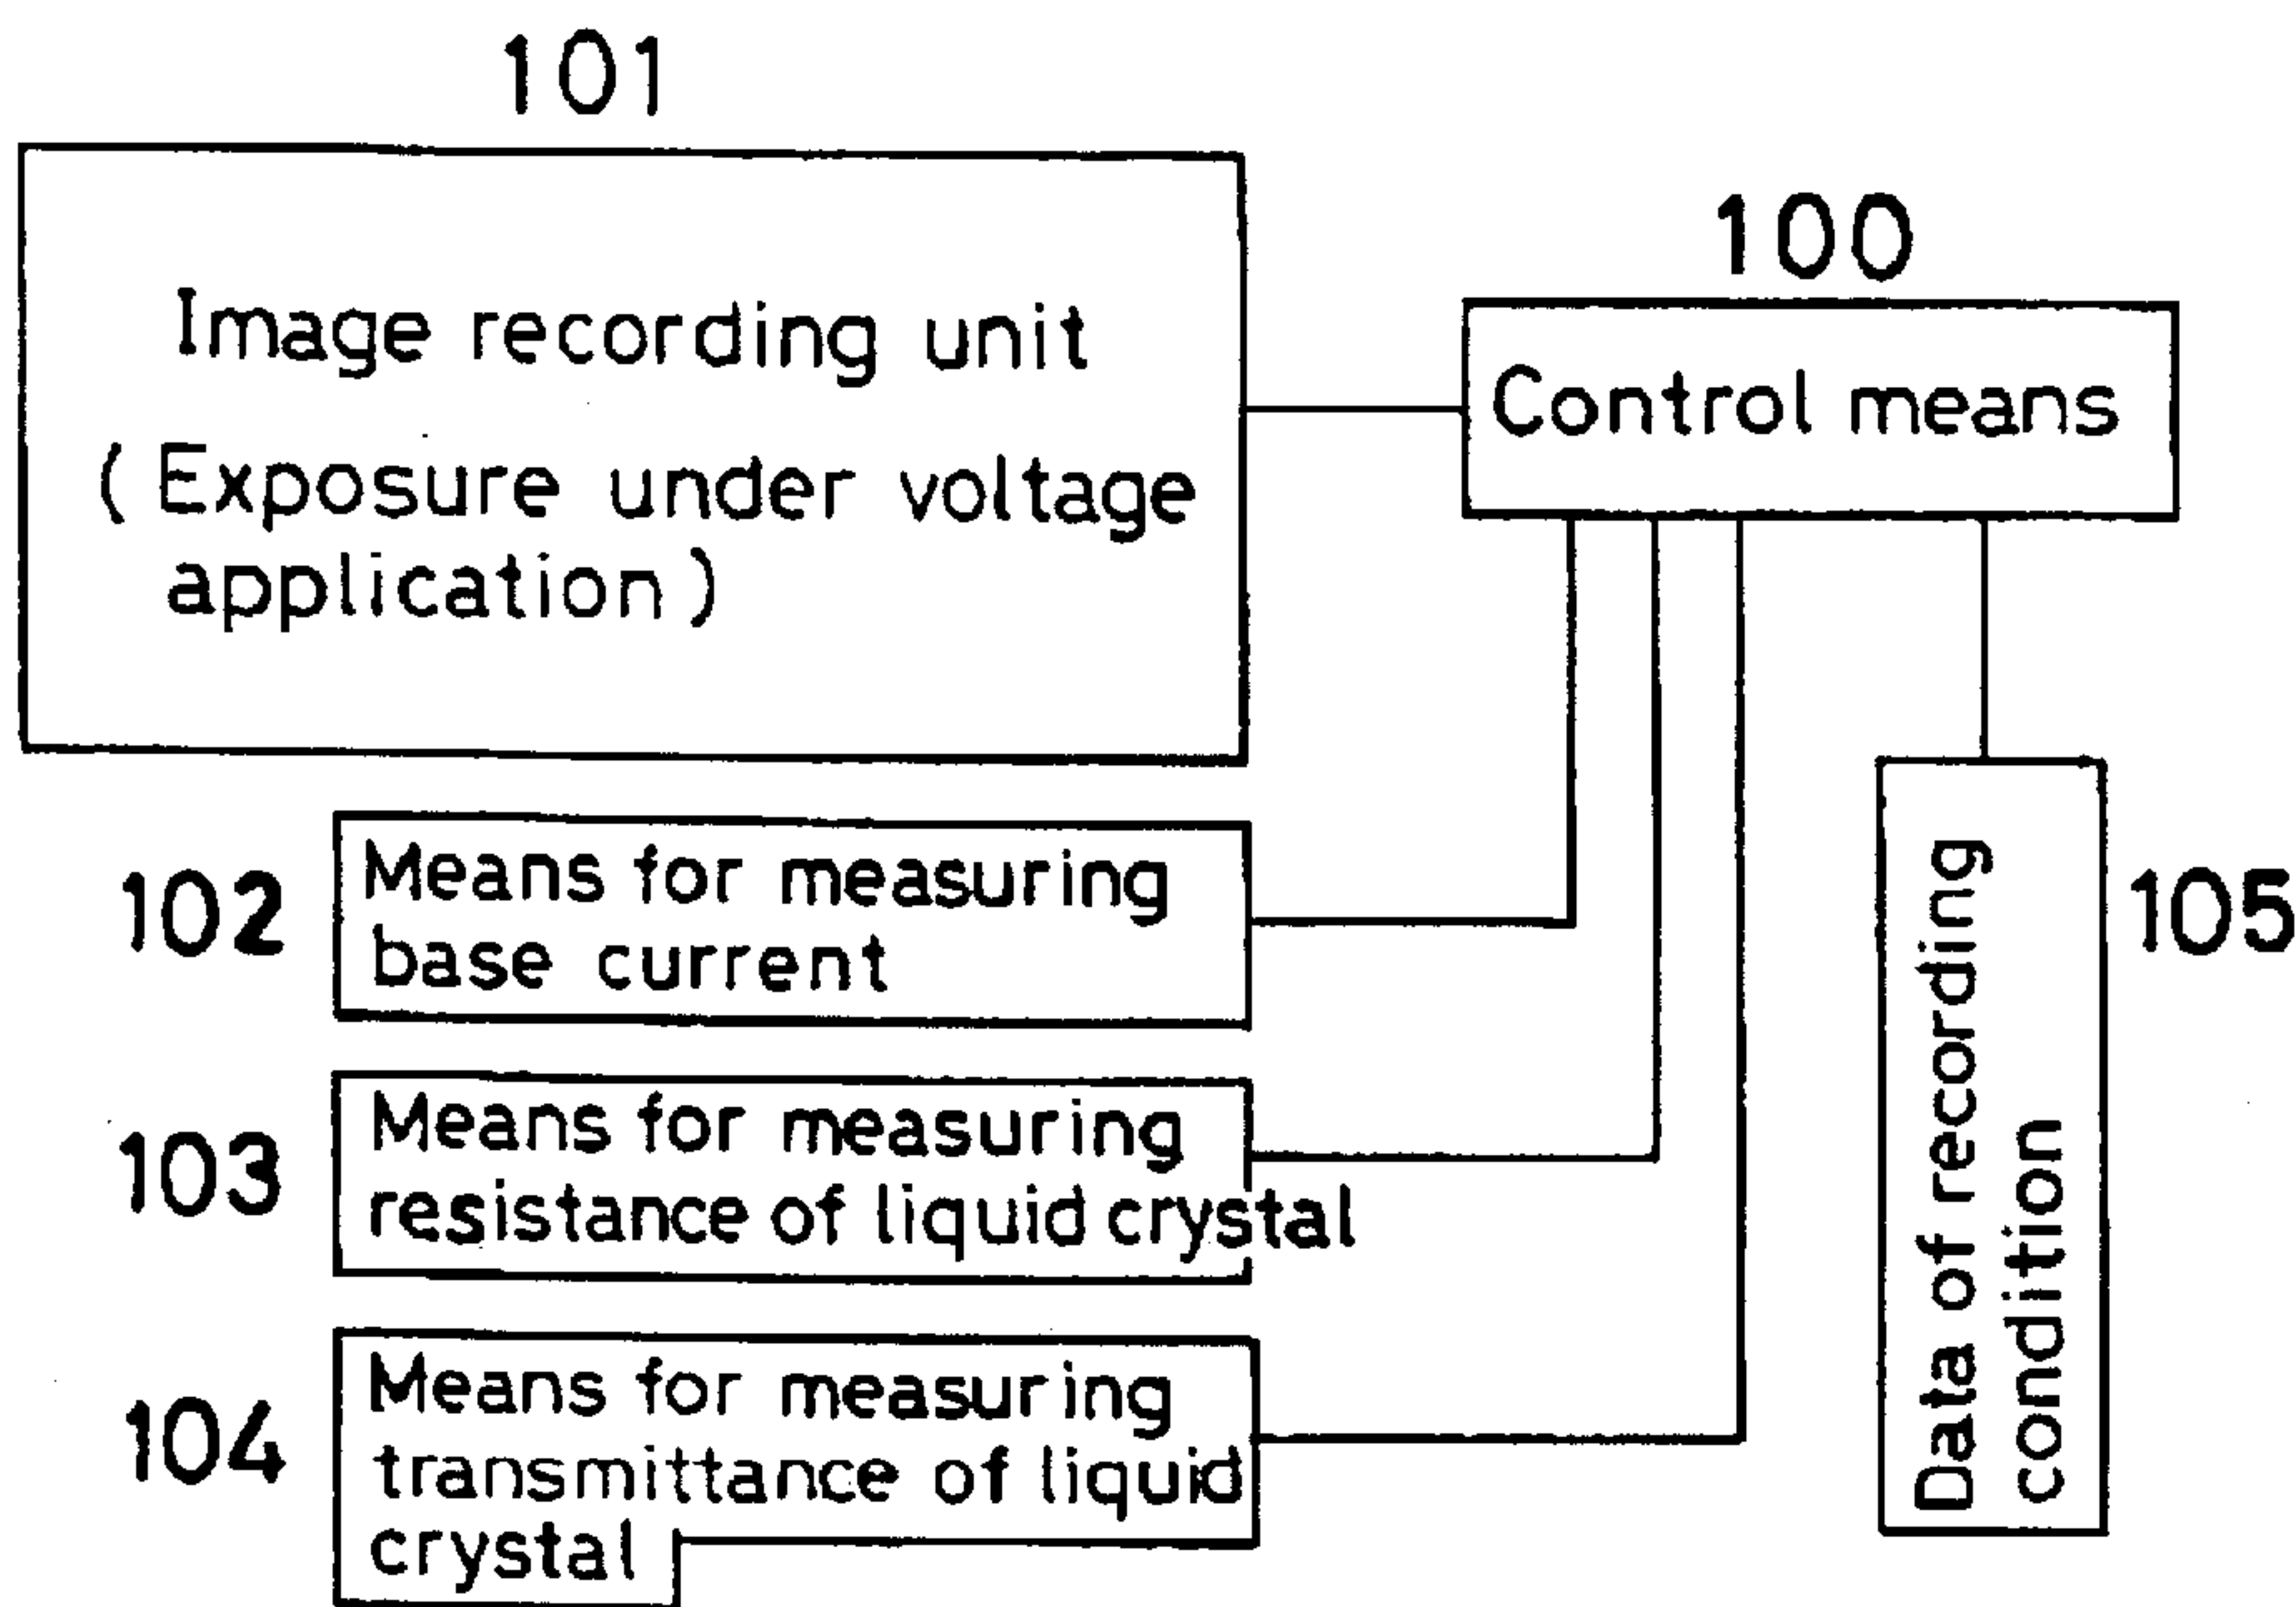 101
Image recording unit
(Exposure under voltage
application)
100
Control means
102
Means for measuring
base current
103
Means for measuring
resistance of liquid crystal
104
Means for measuring
transmittance of liquid
crystal
Data of recording
condition
105